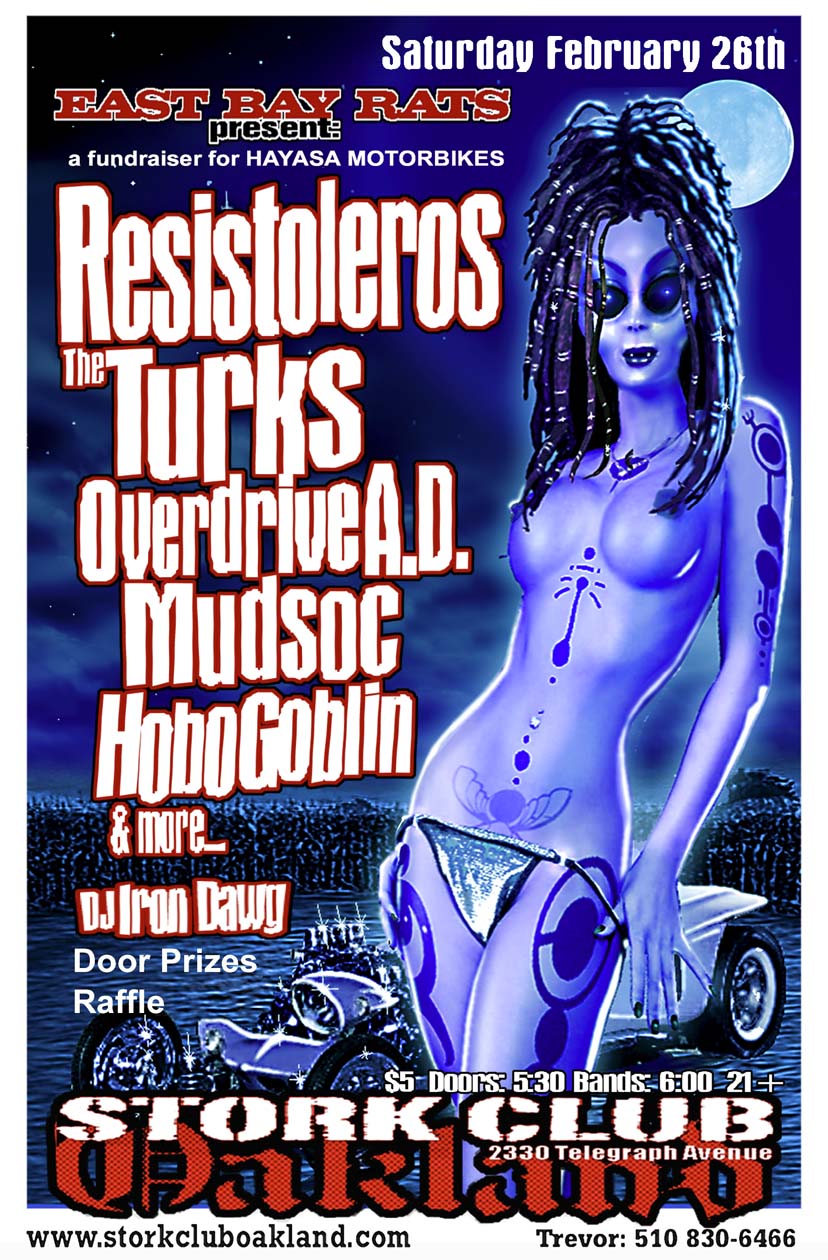 Saturday February 26th
EAST BAY RATS
present:
a fundraiser for HAYASA MOTORBIKES
Resistoleros
The Turks
Overdrive A.D.
Mudsoc
HoboGoblin
& more...
DJ Iron Dawg
Door Prizes
Raffle
$5 Doors: 5:30 Bands: 6:00 21+
STORK CLUB
2330 Telegraph Avenue
Oakland
www.storkcluboakland.com
Trevor: 510 830-6466